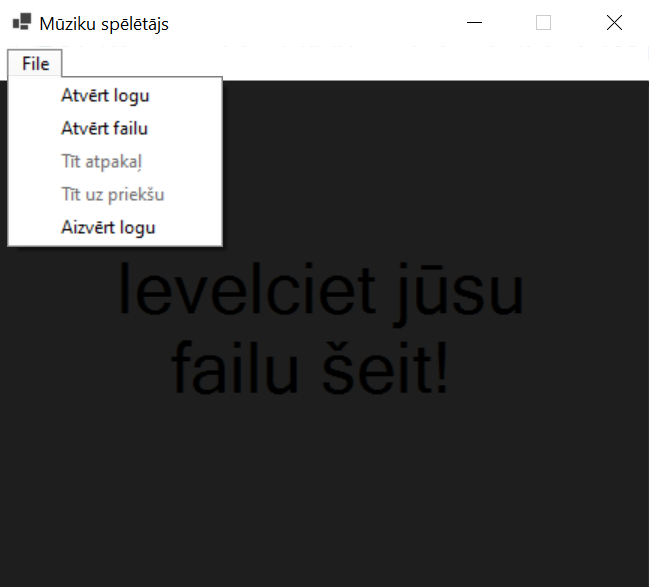 Mūziku spēlētājs
File
Atvērt logu
Atvērt failu
Tīt atpakaļ
Tīt uz priekšu
Aizvērt logu
Ievelciet jūsu
failu šeit!